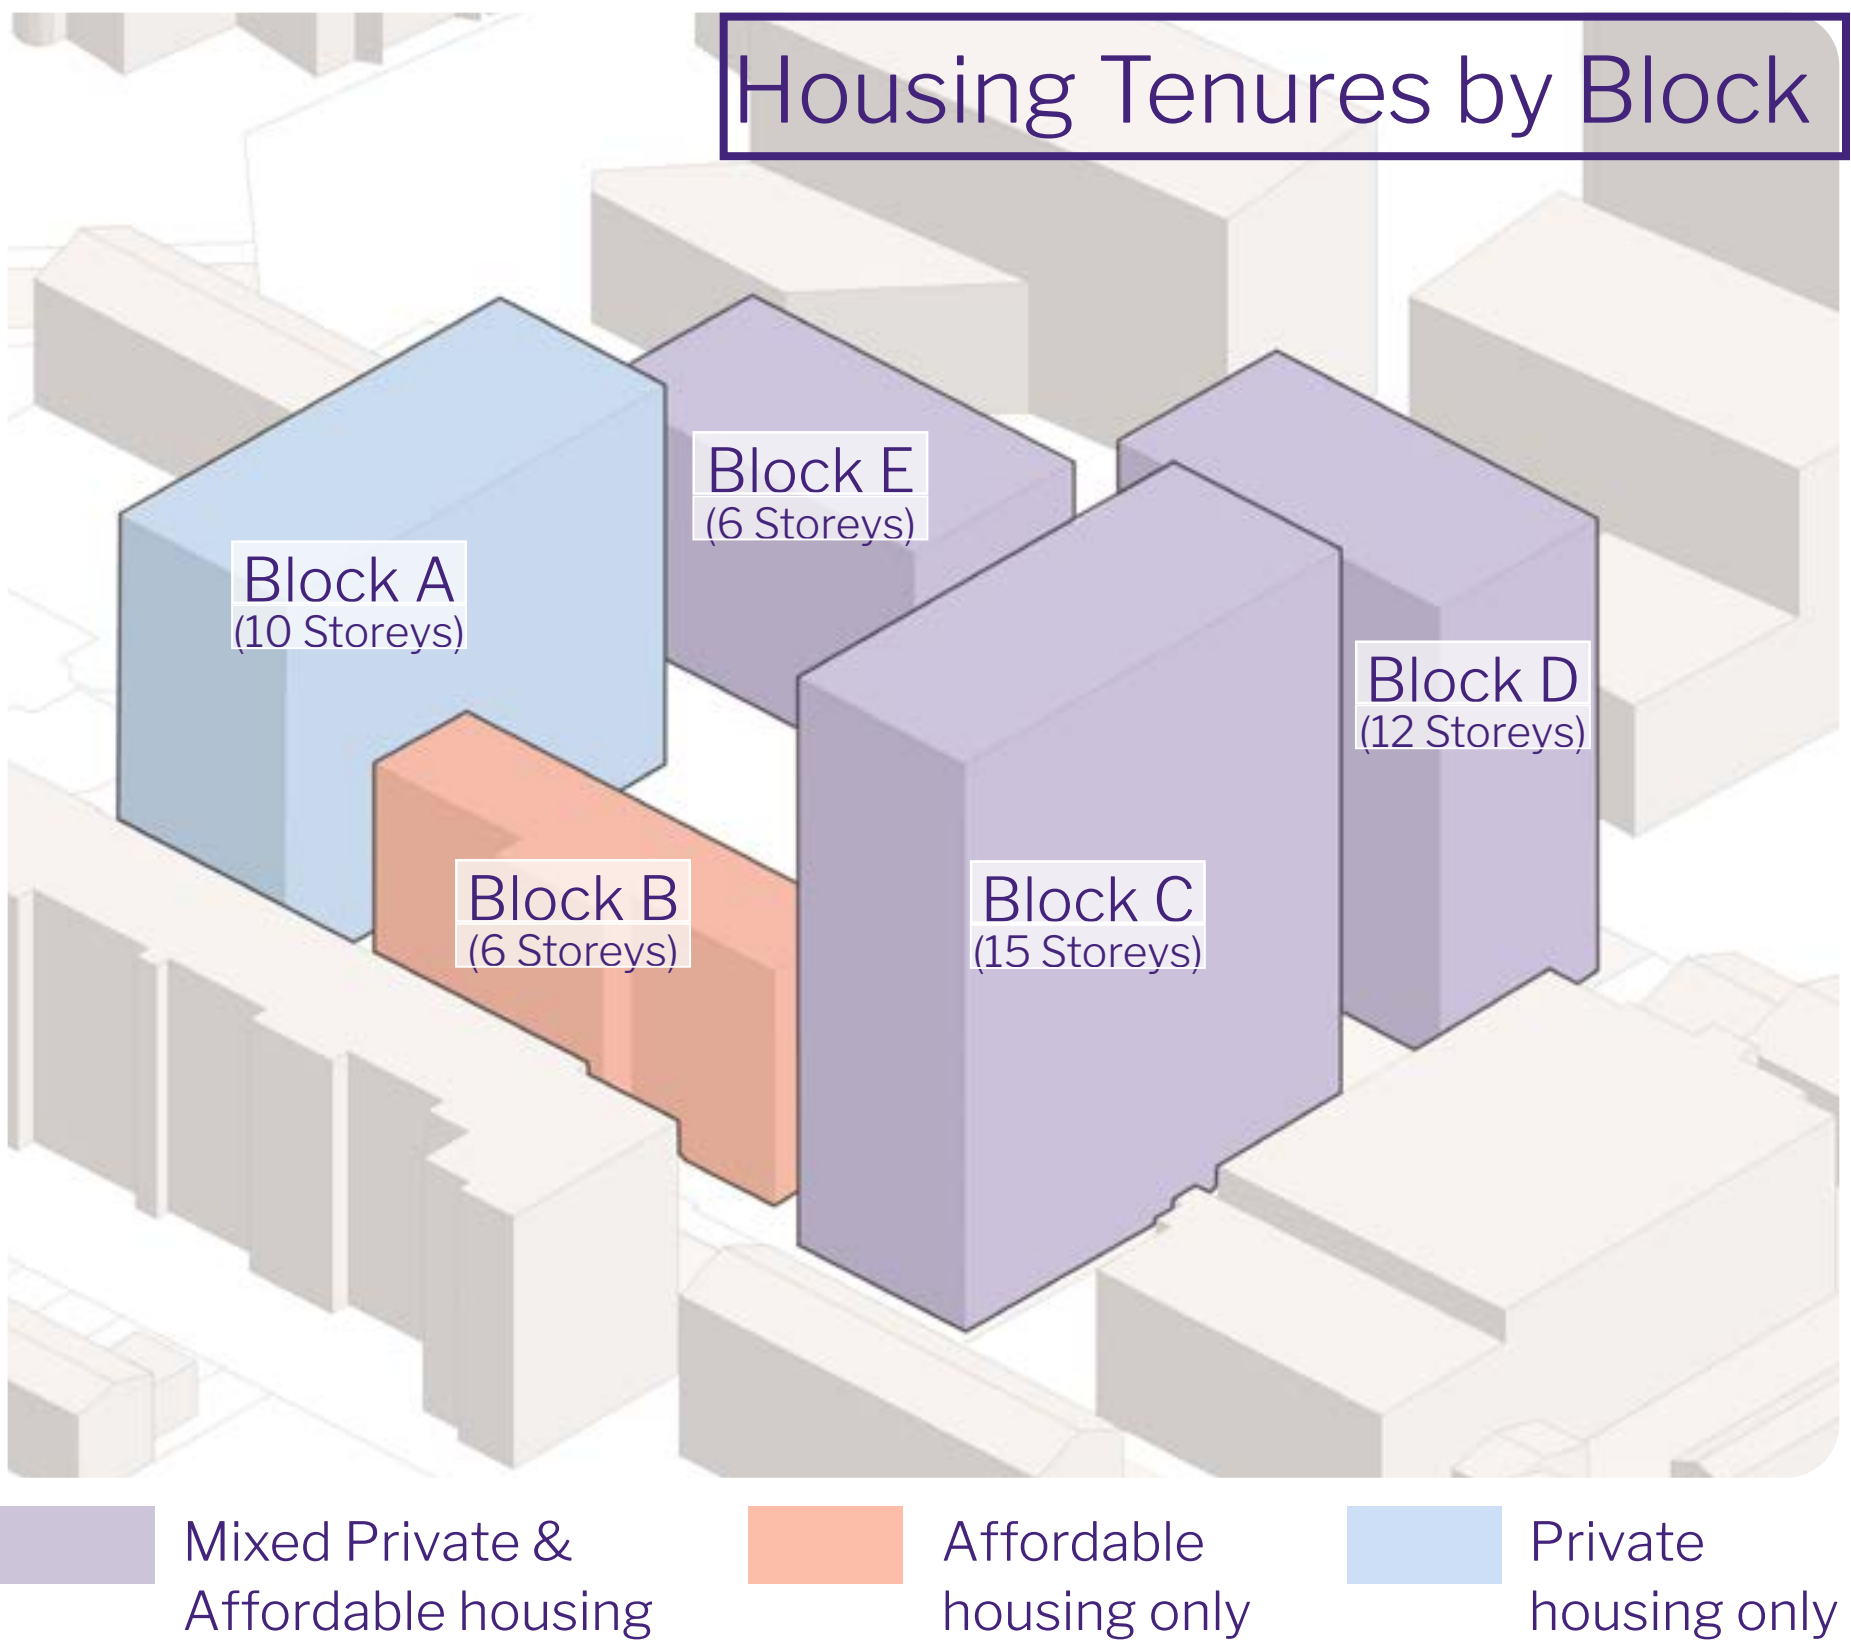 Housing Tenures by Block
Block E
(6 Storeys)
Block A
(10 Storeys)
Block D
(12 Storeys)
Block B
(6 Storeys)
Block C
(15 Storeys)
Mixed Private &
Affordable housing
Affordable
housing only
Private
housing only